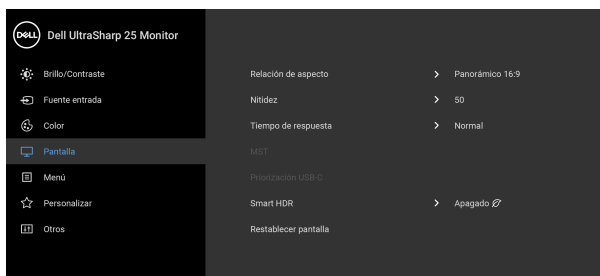 DELL Dell UltraSharp 25 Monitor
Brillo/Contraste
Fuente entrada
Color
Pantalla
Menú
Personalizar
Otros
Relación de aspecto > Panorámico 16:9
Nitidez > 50
Tiempo de respuesta > Normal
MST
Priorización USB-C
Smart HDR > Apagado
Restablecer pantalla